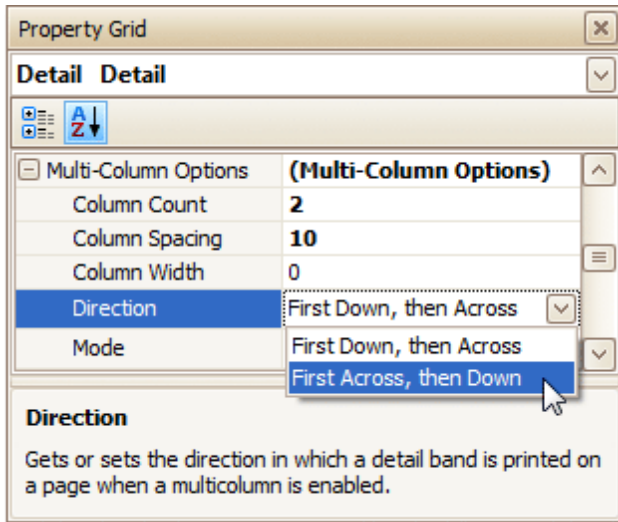 Property Grid
Detail Detail
A
Z
Multi-Column Options (Multi-Column Options)
Column Count 2
Column Spacing 10
Column Width 0
Direction First Down, then Across
Mode First Down, then Across
First Across, then Down
Direction
Gets or sets the direction in which a detail band is printed on
a page when a multicolumn is enabled.